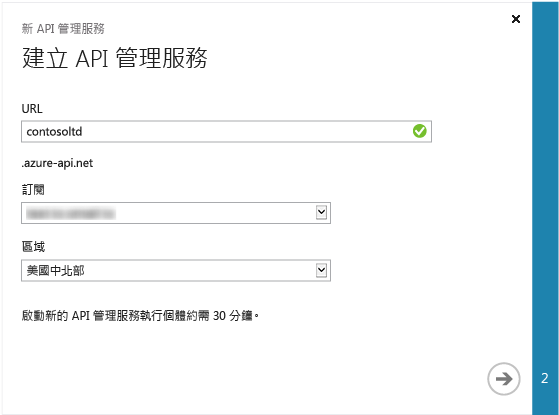 新 API 管理服務
建立 API 管理服務
URL
contosoltd
.azure-api.net
訂閱
區域
美國中北部
啟動新的 API 管理服務執行個體約需 30 分鐘。
2